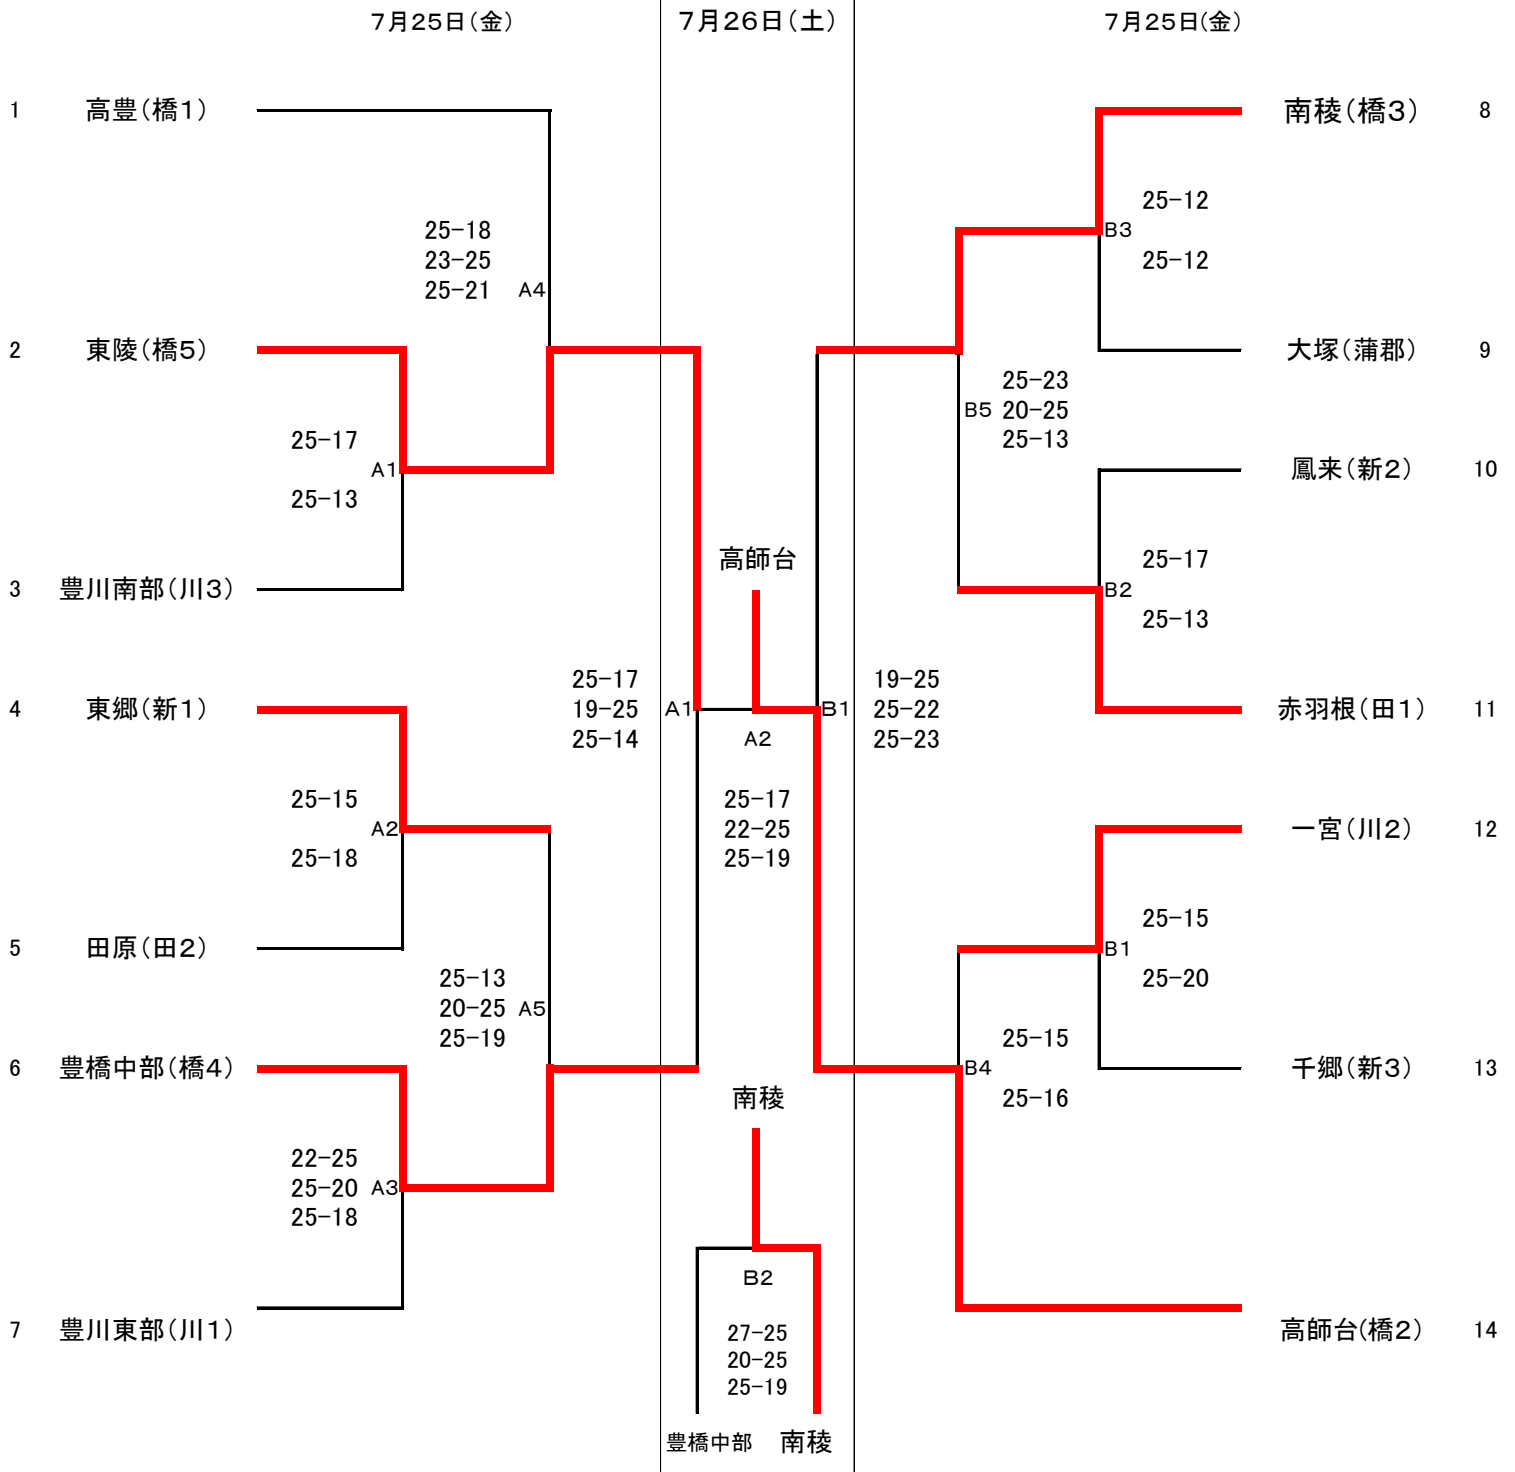 7月25日(金)
7月26日(土)
7月25日(金)
1 高豊(橋1)
南稜(橋3) 8
25-12
B3
25-12
25-18
23-25
25-21 A4
2 東陵(橋5)
大塚(蒲郡) 9
25-23
B5 20-25
25-13
25-17
A1
25-13
鳳来(新2) 10
高師台
25-17
B2
25-13
3 豊川南部(川3)
25-17
19-25
25-14
A1
A2
B1
19-25
25-22
25-23
4 東郷(新1)
赤羽根(田1) 11
25-17
22-25
25-19
25-15
A2
25-18
一宮(川2) 12
25-15
B1
25-20
5 田原(田2)
25-13
20-25 A5
25-19
25-15
B4
25-16
6 豊橋中部(橋4)
千郷(新3) 13
南稜
22-25
25-20 A3
25-18
B2
27-25
20-25
25-19
7 豊川東部(川1)
高師台(橋2) 14
豊橋中部 南稜